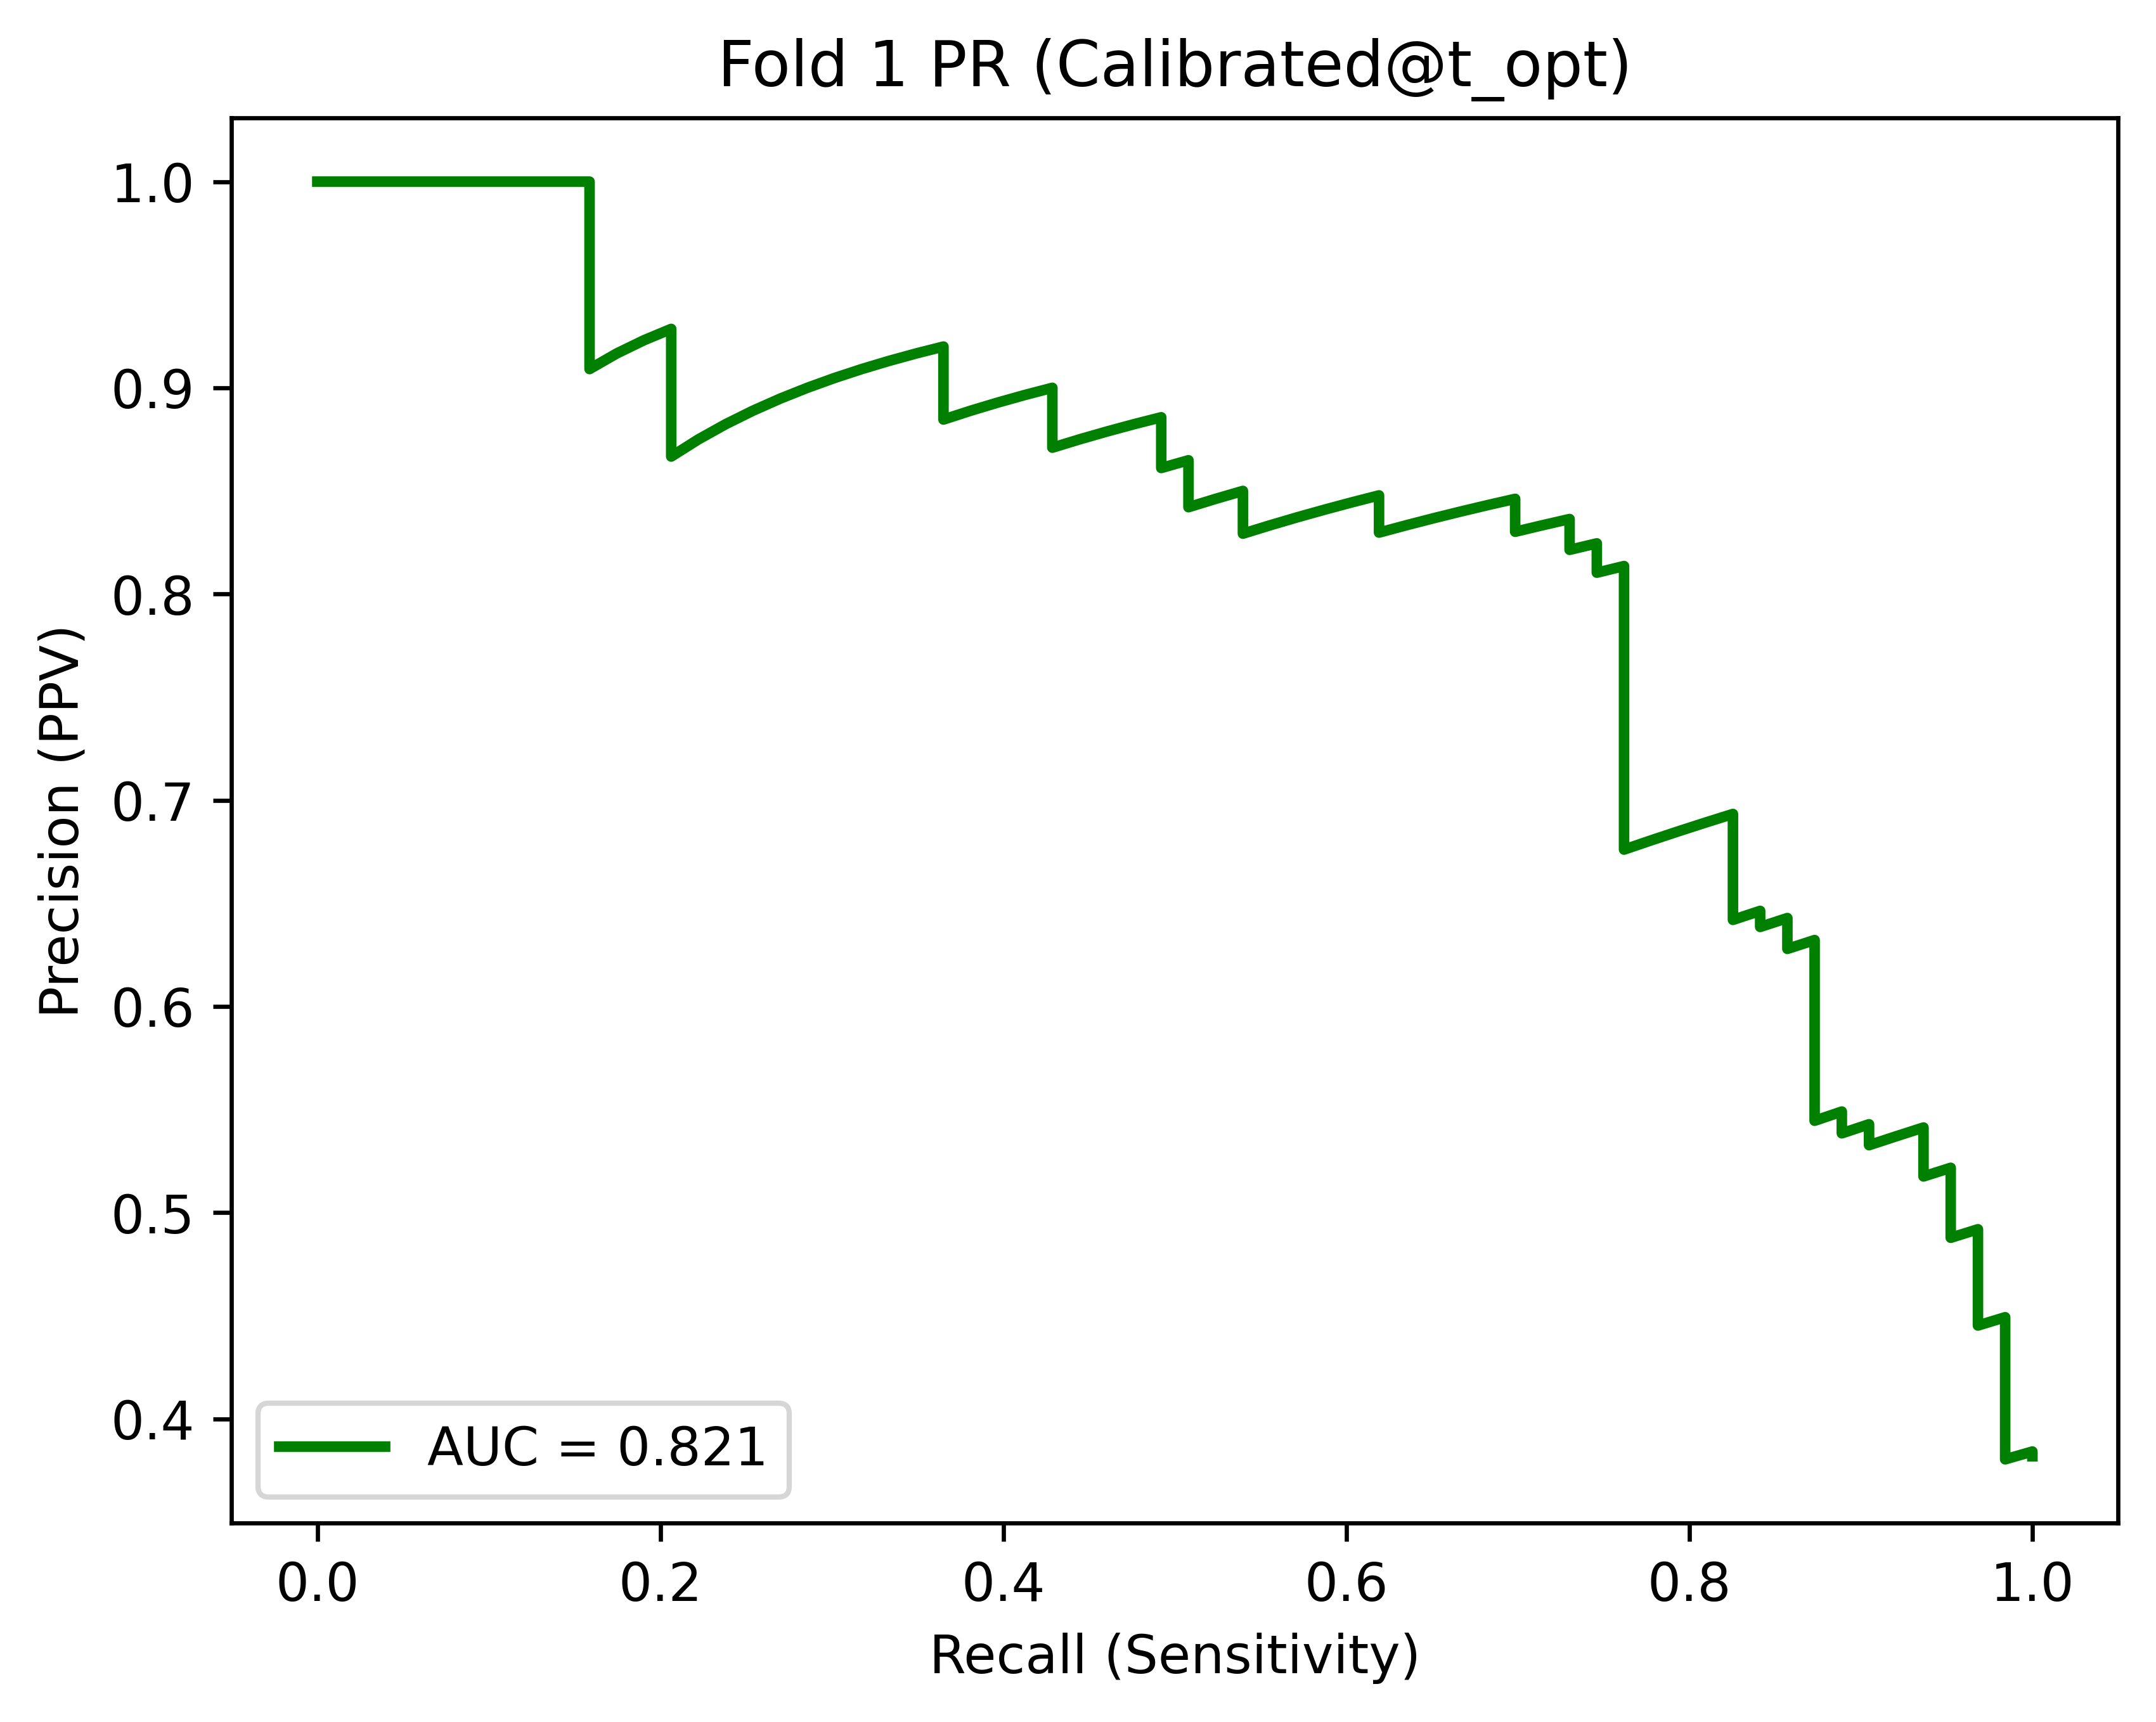 Fold 1 PR (Calibrated@t_opt)
Precision (PPV)
1.0
0.9
0.8
0.7
0.6
0.5
0.4
AUC = 0.821
0.0 0.2 0.4 0.6 0.8 1.0
Recall (Sensitivity)